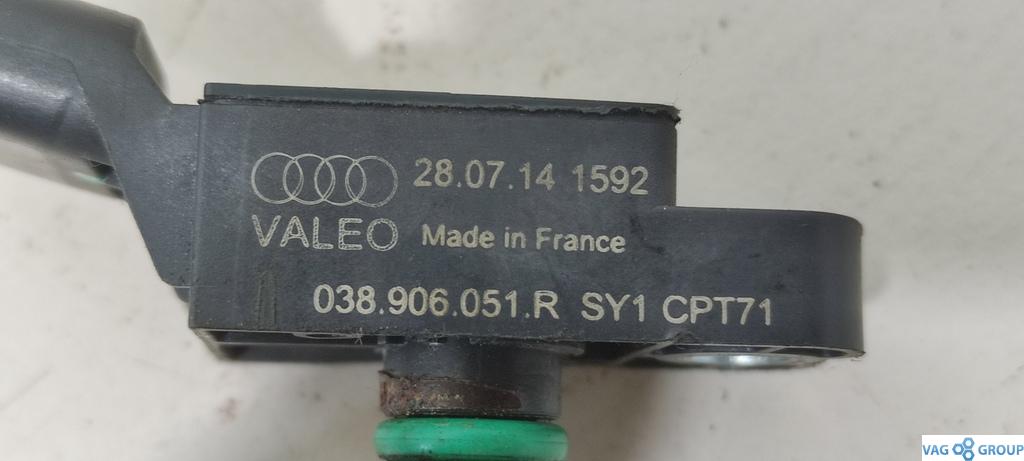 28.07.14 1592
VALEO Made in France
038.906.051.R SY1 CPT71
VAG GROUP